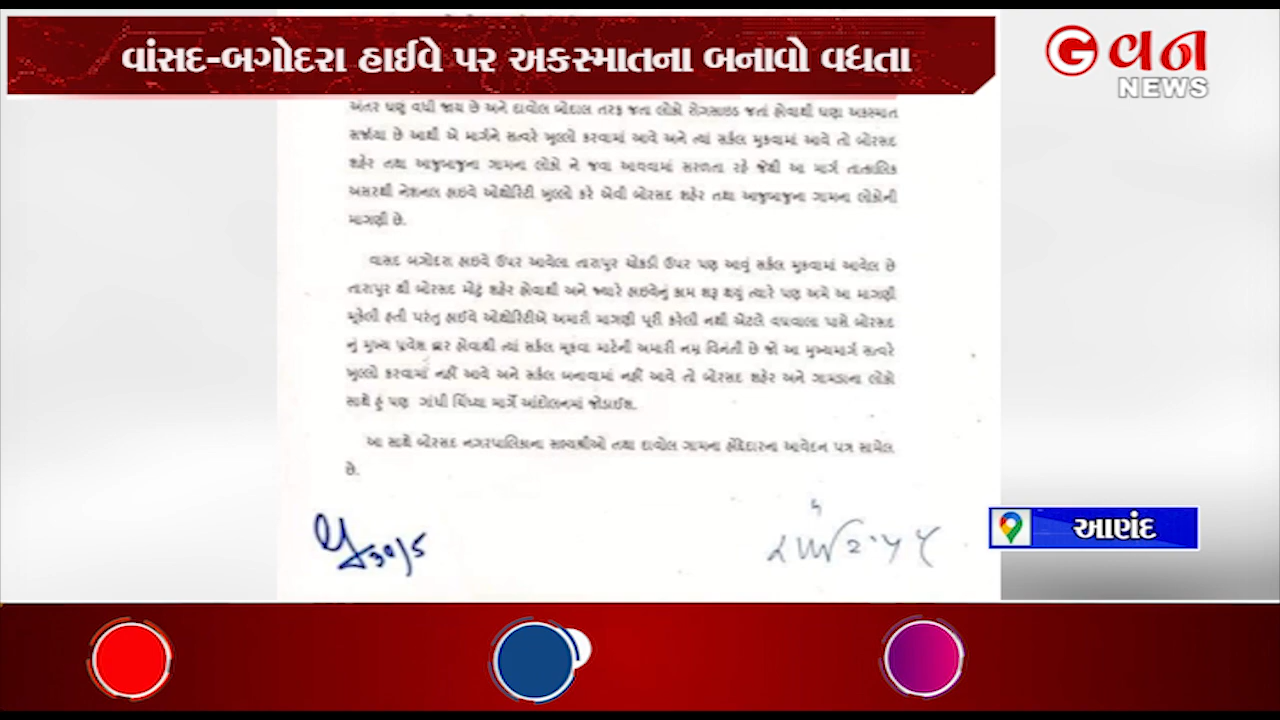 વાંસદ-બગોદરા હાઈવે પર અકસ્માતના બનાવો વધતા
G વન
NEWS
અંતર ઘણું વધી જાય છે અને દાવોલ બોદાલ તરફ જતા લોકો રોગસાઇડ જતાં હોવાથી ઘણા અકસ્માત
સર્જાયા છે આથી એ માર્ગને સત્વરે ખુલ્લો કરવામાં આવે અને ત્યાં સર્કલ મુકવામાં આવે તો બોરસદ
શહેર તથા આજુબાજુના ગામના લોકો ને જવા આવવામાં સરળતા રહે જેથી આ માર્ગ તાત્કાલિક
અસરથી નેશનલ હાઇવે ઓથોરિટી ખુલ્લો કરે એવી બોરસદ શહેર તથા આજુબાજુના ગામના લોકોની
માગણી છે.
વાસદ બગોદરા હાઇવે ઉપર આવેલા તારાપુર ચોકડી ઉપર પણ આવું સર્કલ મુકવામાં આવેલ છે
તારાપુર થી બોરસદ મોટું શહેર હોવાથી અને જ્યારે હાઇવેનું કામ શરૂ થયું ત્યારે પણ અમે આ માગણી
મૂકેલી હતી પરંતુ હાઈવે ઓથોરિટીએ અમારી માગણી પૂરી કરેલી નથી એટલે વઘવાલા પાસે બોરસદ
નું મુખ્ય પ્રવેશ દ્વાર હોવાથી ત્યાં સર્કલ મૂકવા માટેની અમારી નમ્ર વિનંતી છે જો આ મુખ્યમાર્ગ સત્વરે
ખુલ્લો કરવામાં નહીં આવે અને સર્કલ બનાવામાં નહીં આવે તો બોરસદ શહેર અને ગામડાના લોકો
સાથે હું પણ ગાંધી ચિંધ્યા માર્ગે આંદોલનમાં જોડાઈશ.
આ સાથે બોરસદ નગરપાલિકાના સભ્યશ્રીઓ તથા દાવોલ ગામના હોદ્દેદારના આવેદન પત્ર સામેલ
છે.
30/5
આણંદ